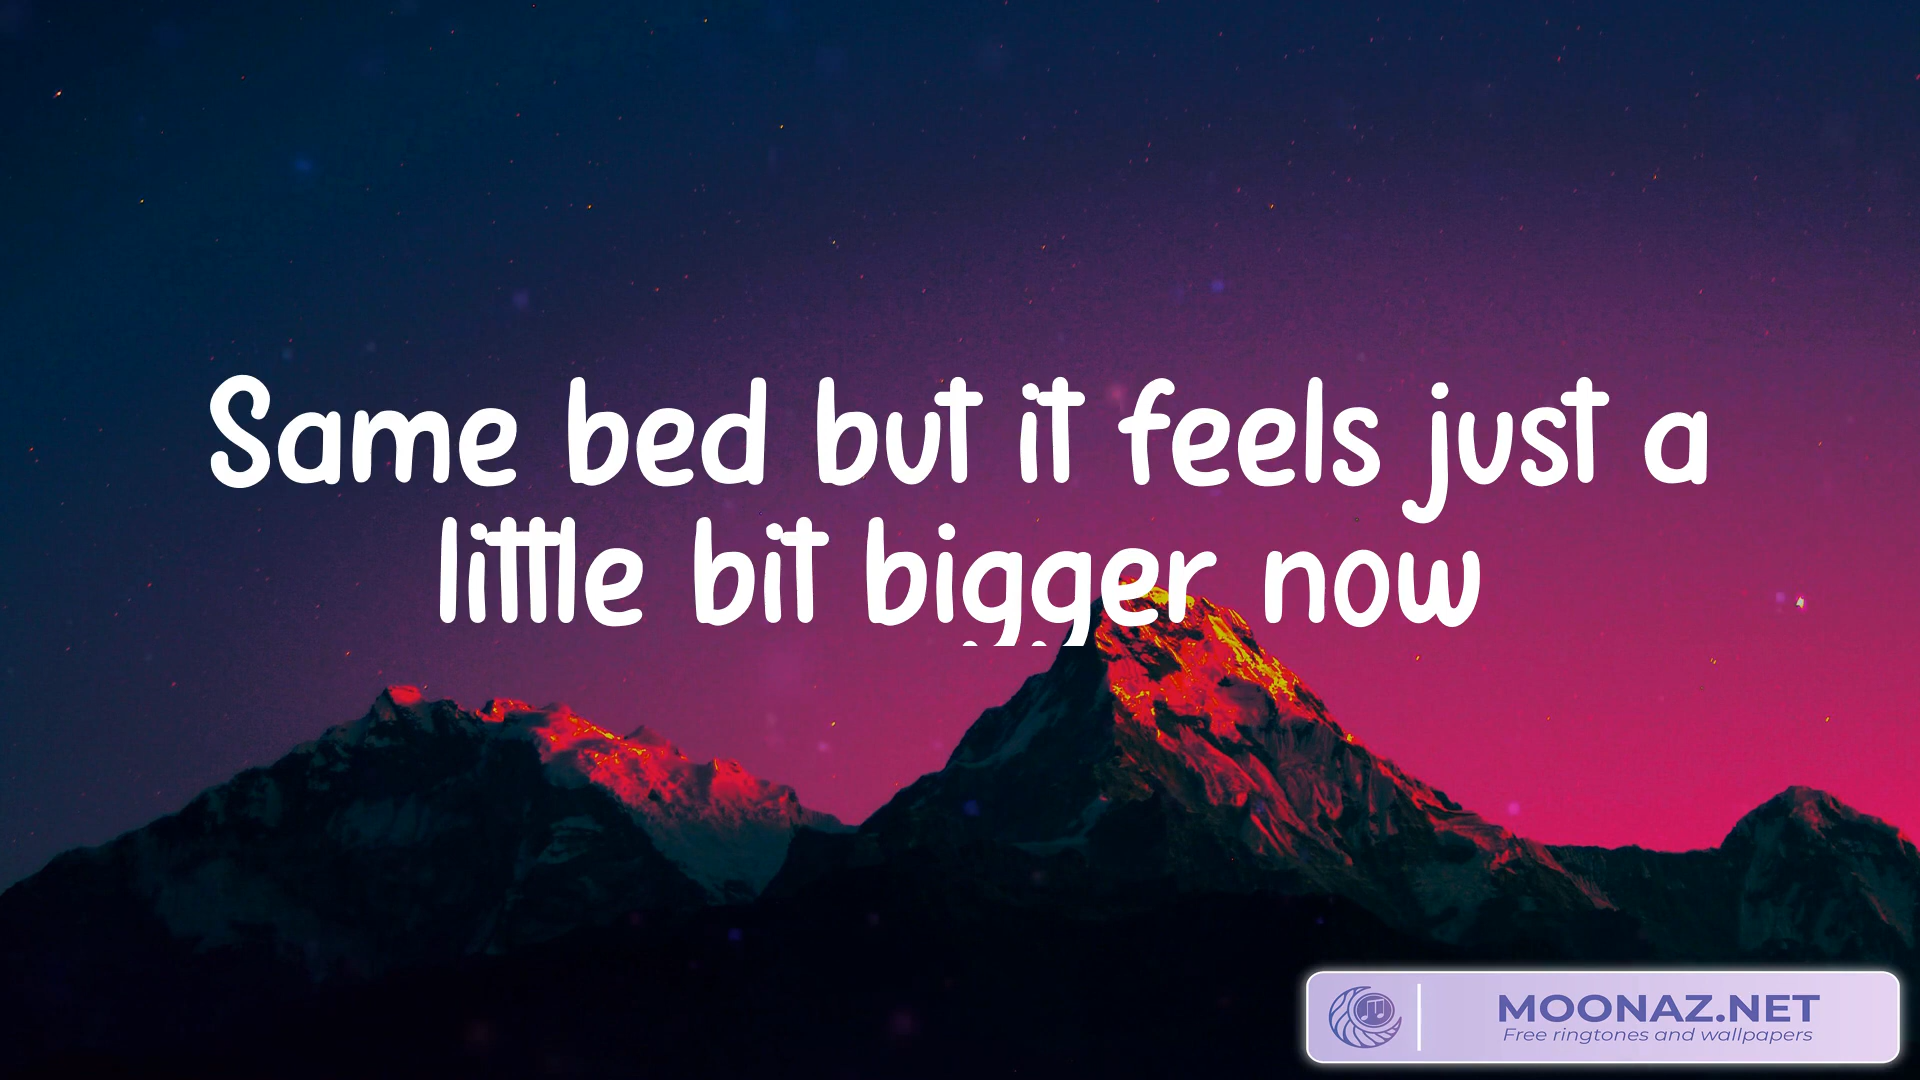 Same bed but it feels just a
little bit bigger now
MOONAZ.NET
Free ringtones and wallpapers